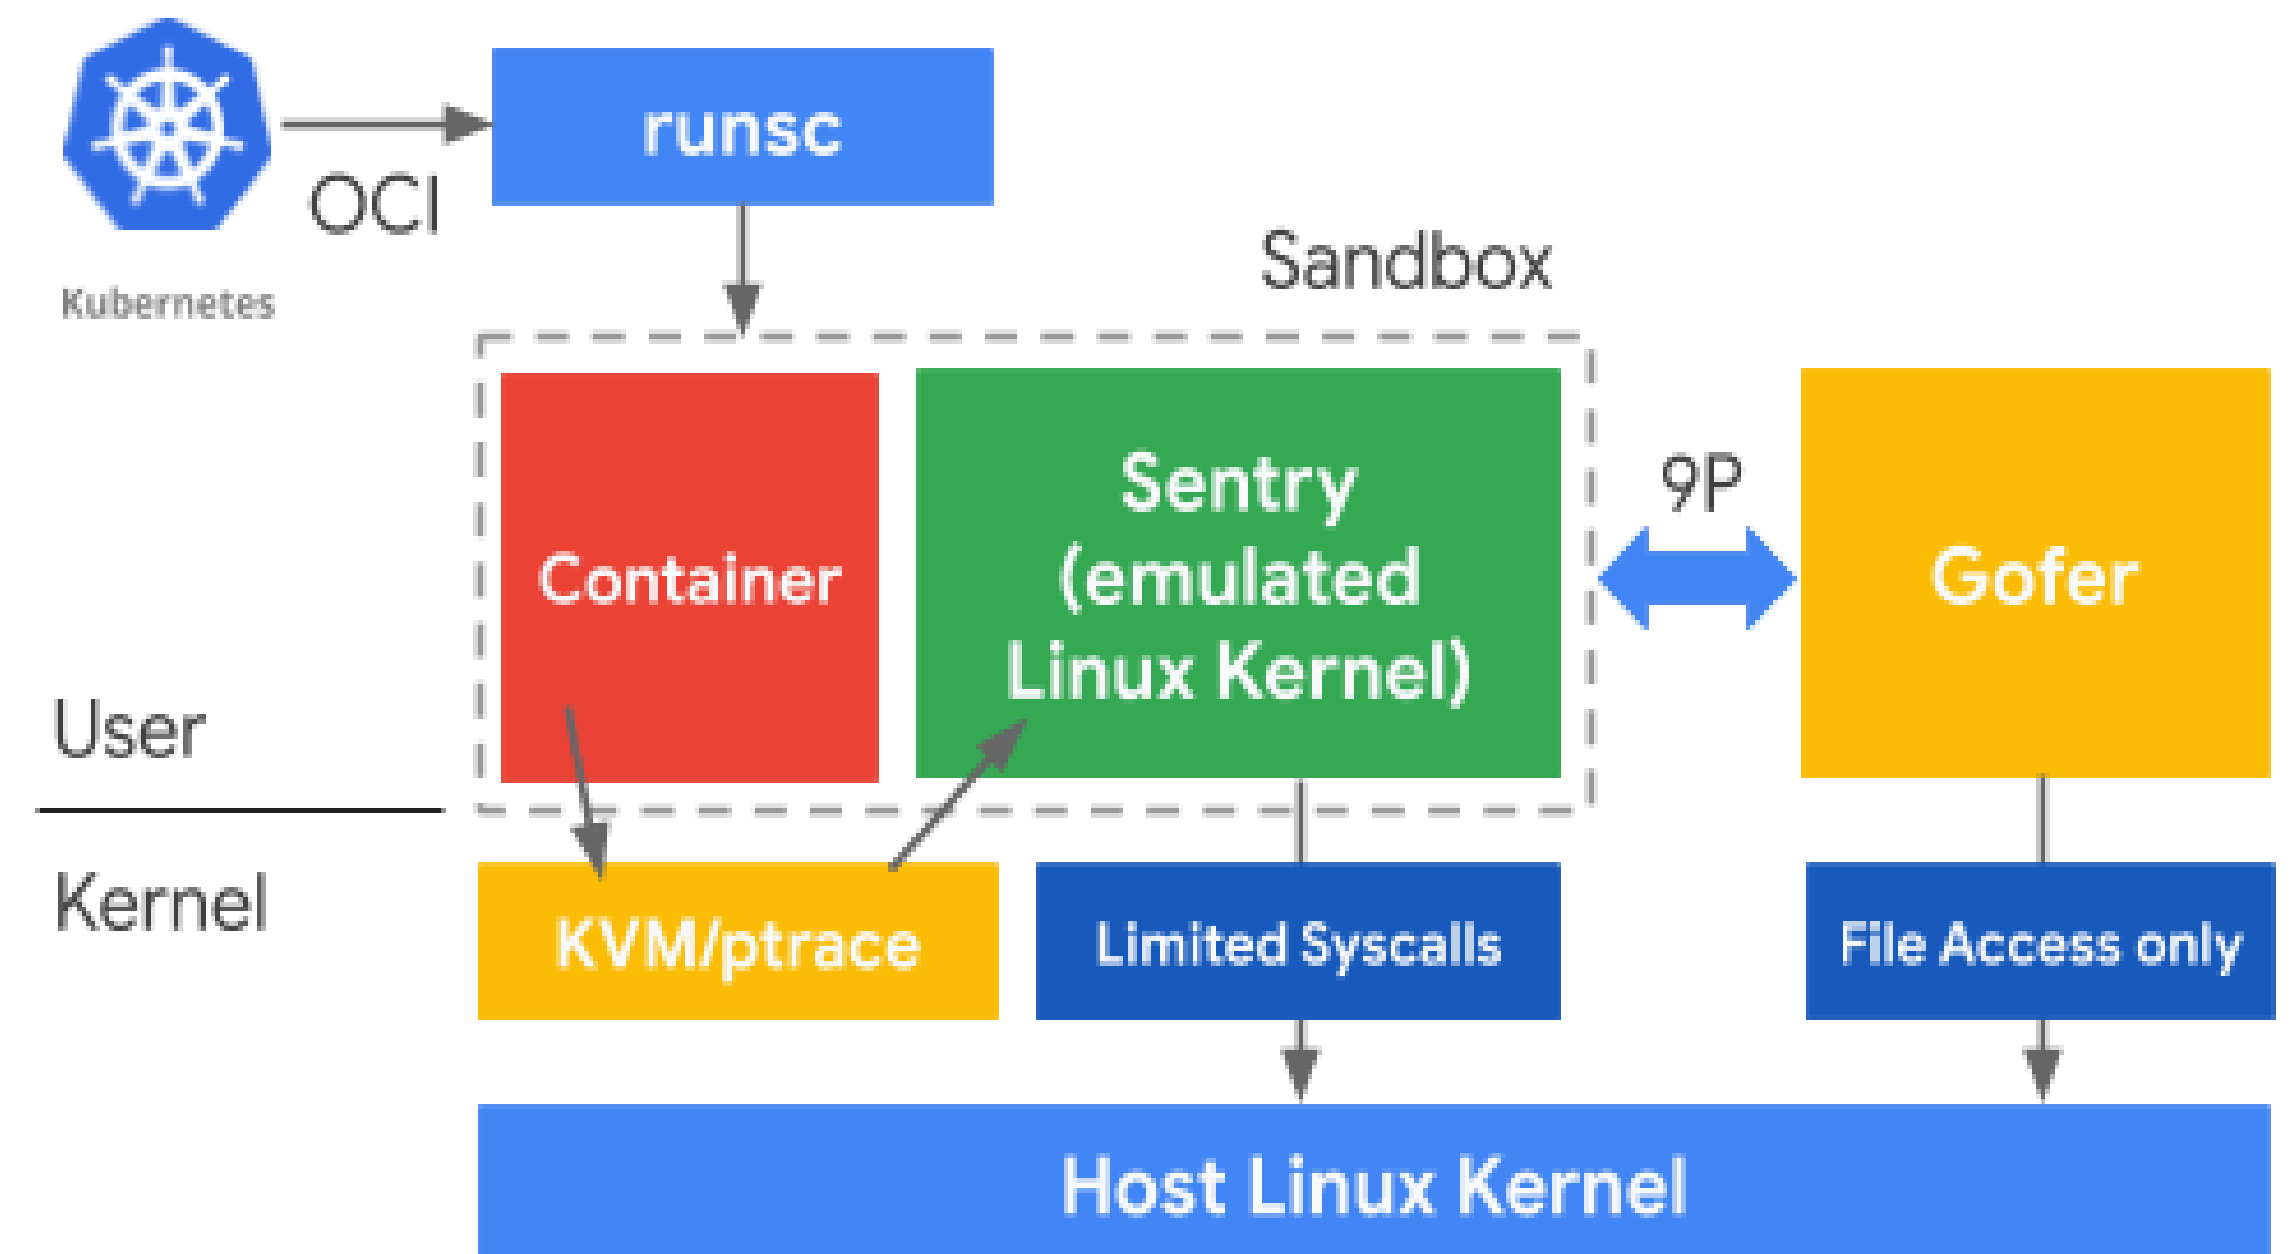 runsc
OCI
Kubernetes
Sandbox
Container
Sentry
(emulated
Linux Kernel)
9P
Gofer
User
Kernel
KVM/ptrace
Limited Syscalls
File Access only
Host Linux Kernel